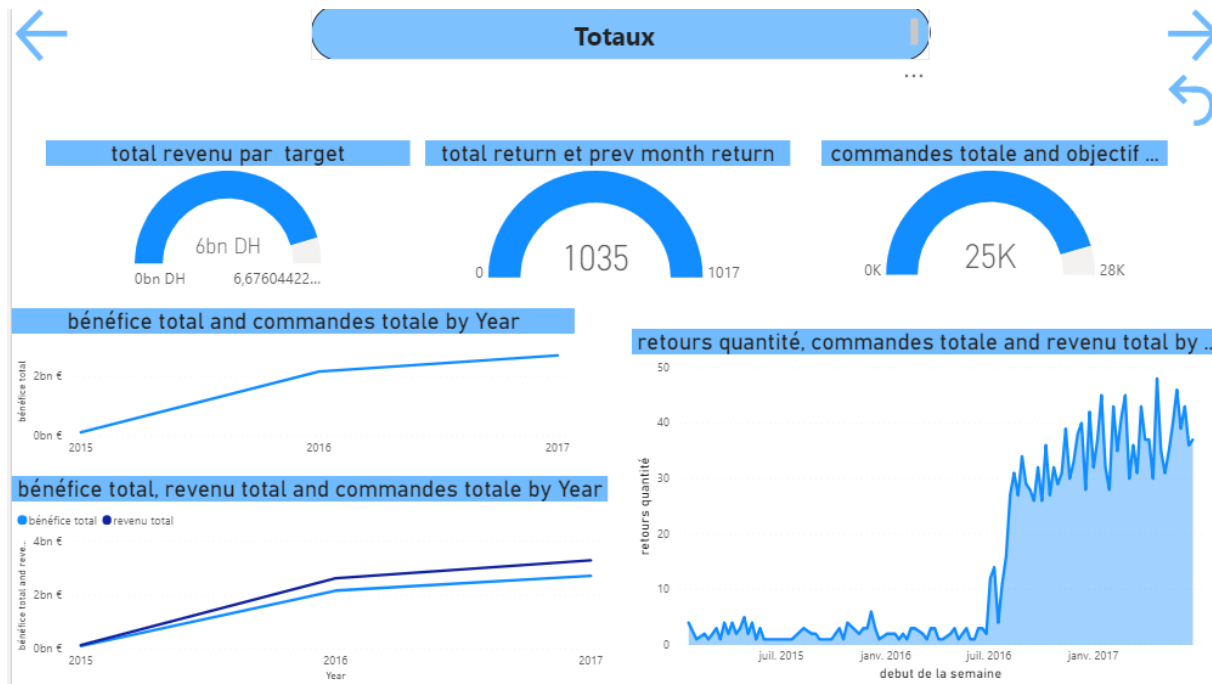 Totaux
...
total revenu par target
total return et prev month return
commandes totale and objectif ...
6bn DH
0bn DH
6,67604422...
1035
0
1017
25K
0K
28K
bénéfice total and commandes totale by Year
bénéfice total
2bn €
0bn €
2015
2016
2017
bénéfice total, revenu total and commandes totale by Year
bénéfice total
revenu total
bénéfice total and reve...
4bn €
2bn €
0bn €
2015
2016
2017
Year
retours quantité, commandes totale and revenu total by ...
retours quantité
50
40
30
20
10
0
juil. 2015
janv. 2016
juil. 2016
janv. 2017
debut de la semaine